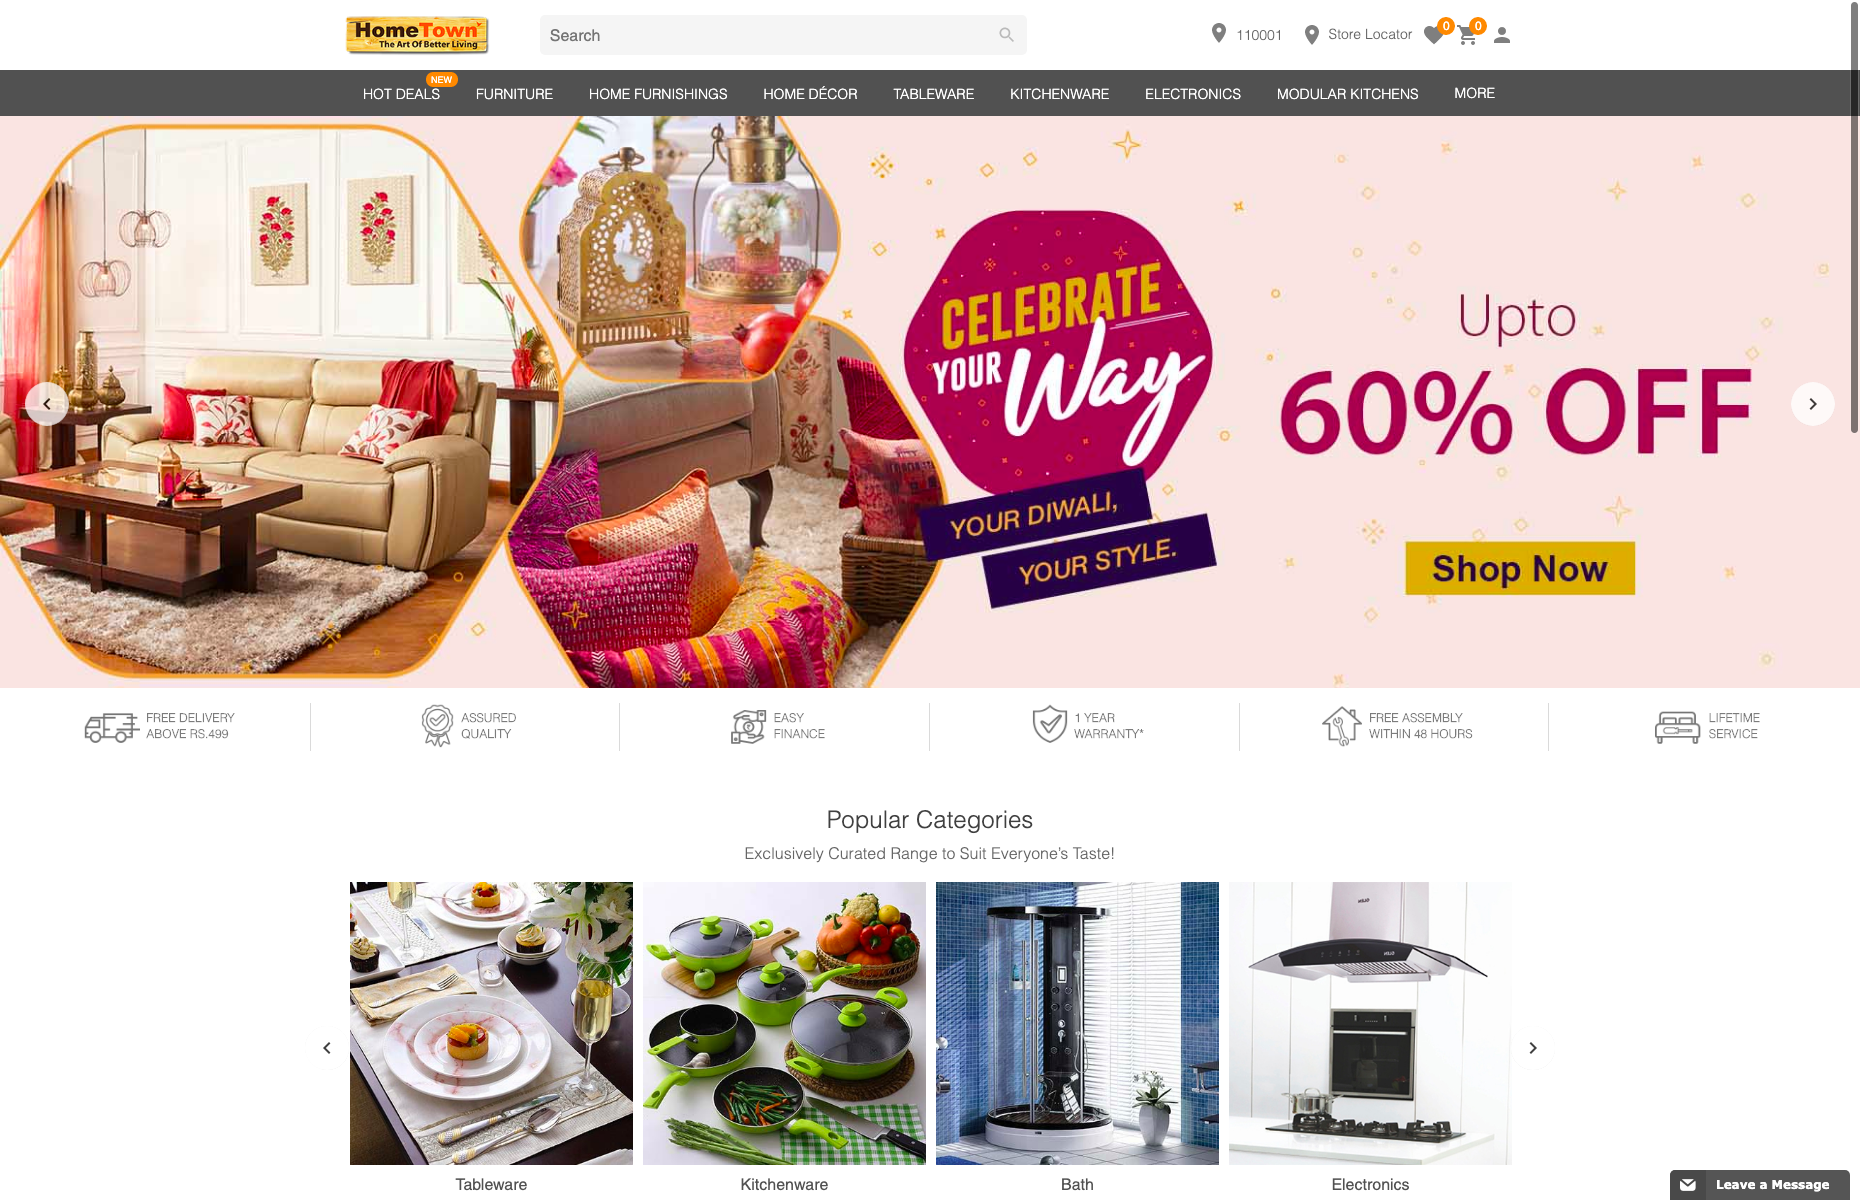 HomeTown
The Art Of Better Living
Search
110001
Store Locator
0
0
NEW
HOT DEALS
FURNITURE
HOME FURNISHINGS
HOME DÉCOR
TABLEWARE
KITCHENWARE
ELECTRONICS
MODULAR KITCHENS
MORE
CELEBRATE
YOUR Way
YOUR DIWALI,
YOUR STYLE.
Upto
60% OFF
Shop Now
FREE DELIVERY
ABOVE RS.499
ASSURED
QUALITY
EASY
FINANCE
1 YEAR
WARRANTY*
FREE ASSEMBLY
WITHIN 48 HOURS
LIFETIME
SERVICE
Popular Categories
Exclusively Curated Range to Suit Everyone's Taste!
Tableware
Kitchenware
Bath
Electronics
Leave a Message